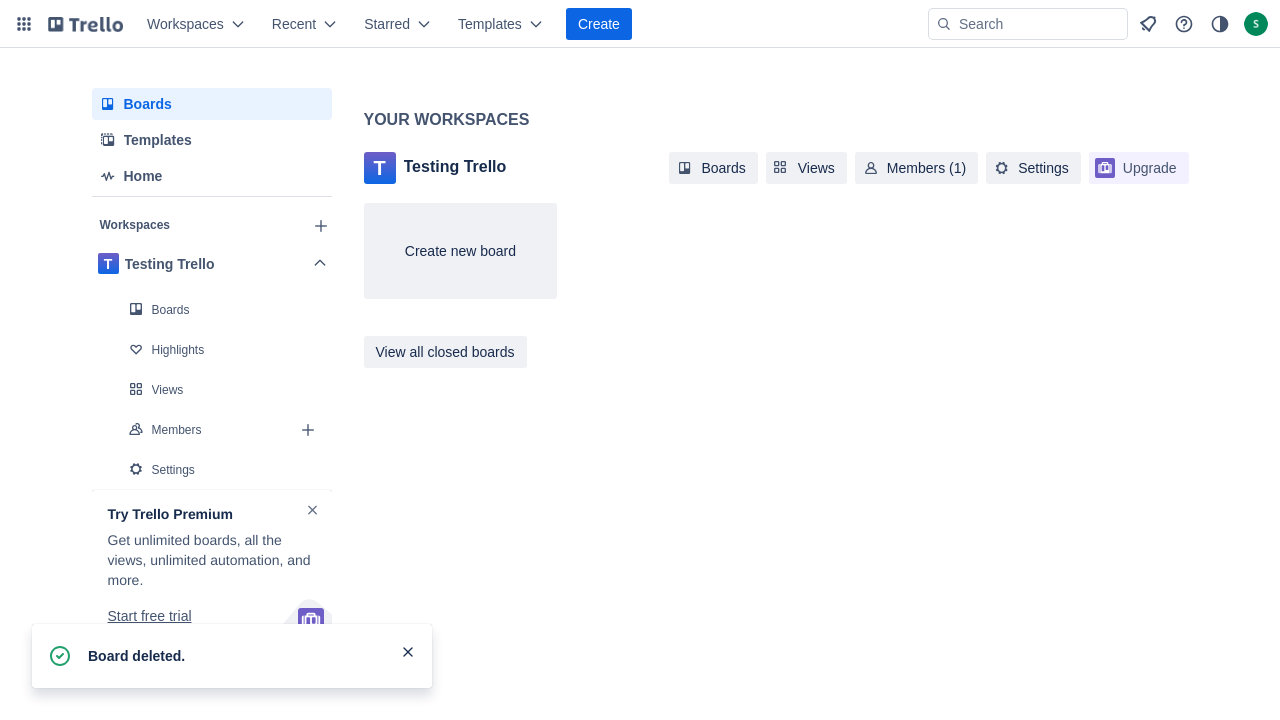 Trello
Workspaces
Recent
Starred
Templates
Create
Search
S
Boards
Templates
Home
Workspaces
T
Testing Trello
Boards
Highlights
Views
Members
Settings
Try Trello Premium
Get unlimited boards, all the
views, unlimited automation, and
more.
Start free trial
YOUR WORKSPACES
T
Testing Trello
Boards
Views
Members (1)
Settings
Upgrade
Create new board
View all closed boards
Board deleted.